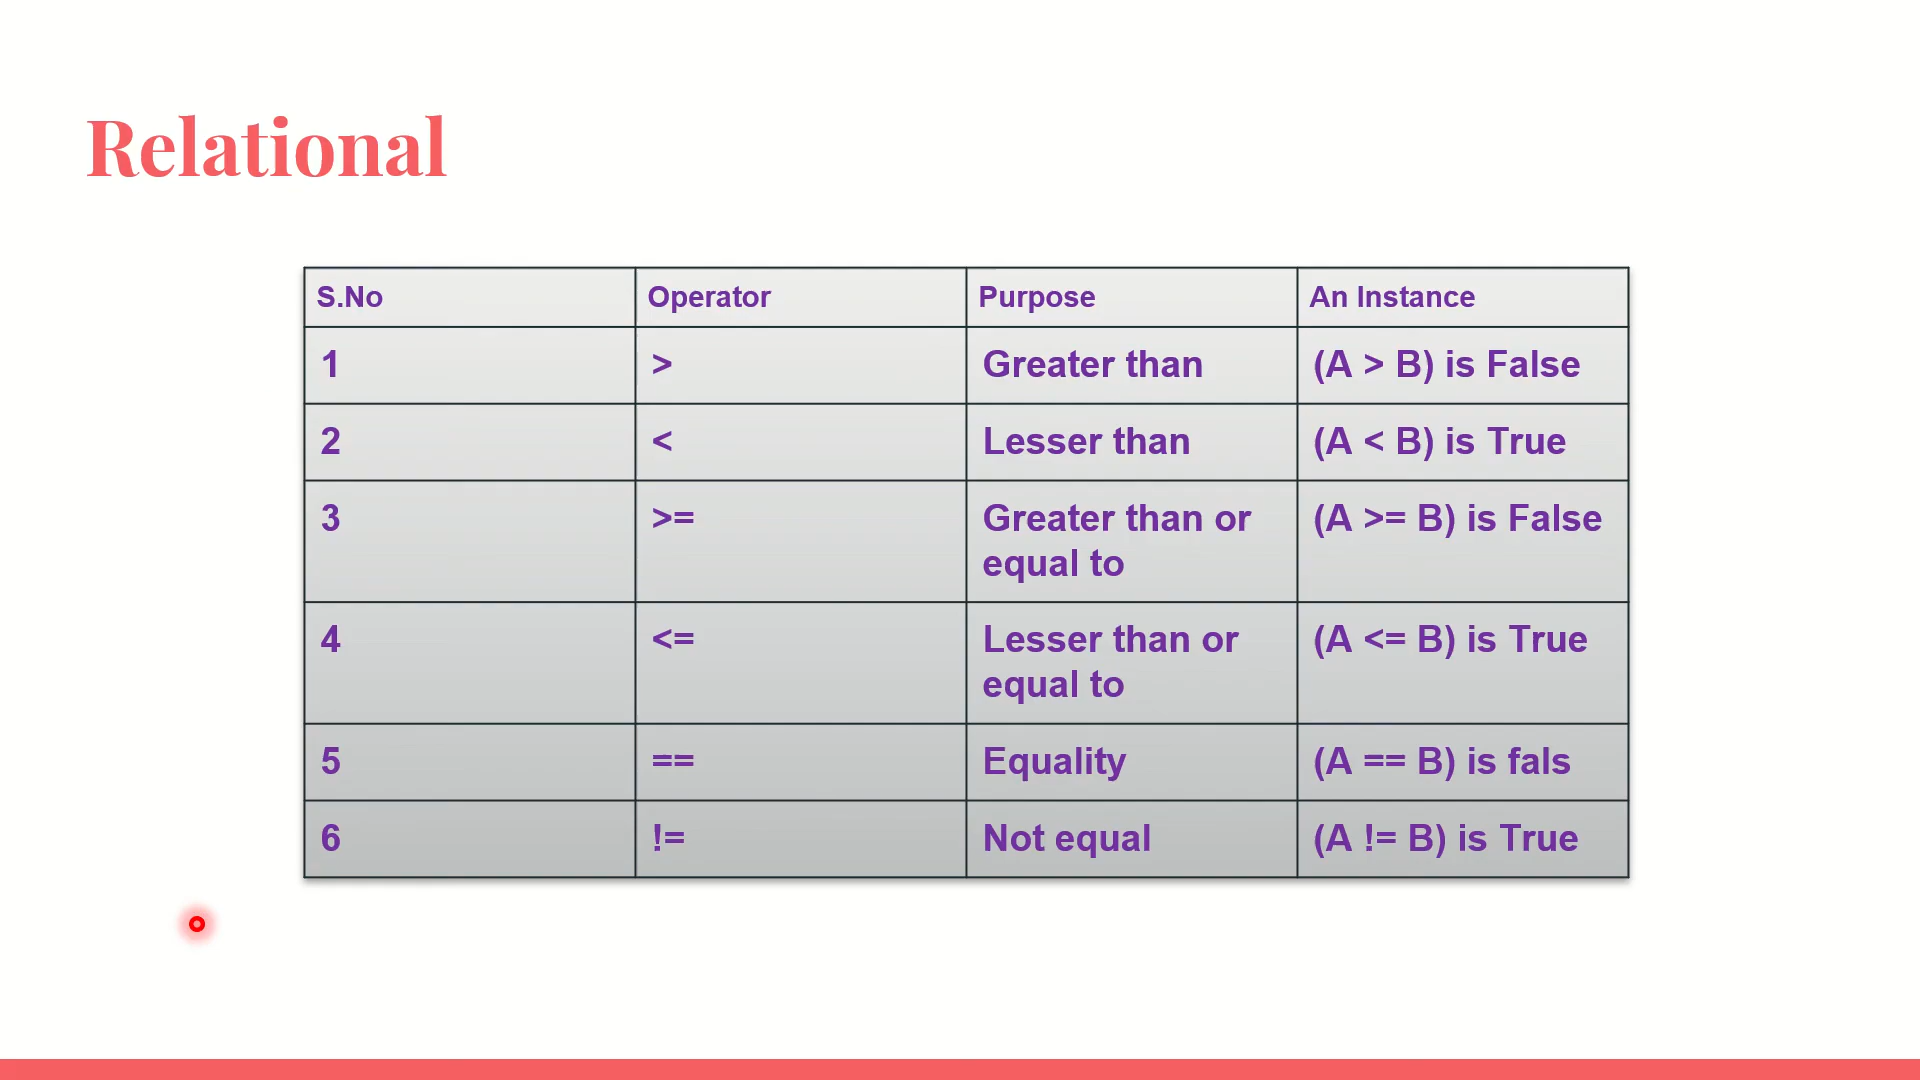 Relational
S.No Operator Purpose An Instance
1 > Greater than (A > B) is False
2 < Lesser than (A < B) is True
3 >= Greater than or (A >= B) is False
equal to
4 <= Lesser than or (A <= B) is True
equal to
5 == Equality (A == B) is fals
6 != Not equal (A != B) is True